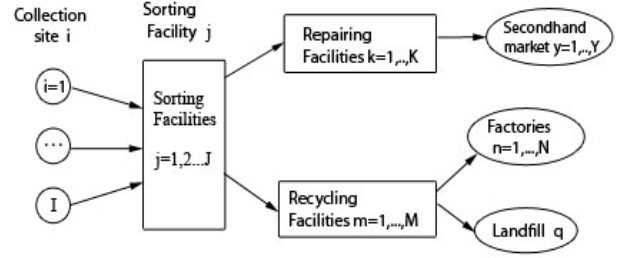 Collection
site i
Sorting
Facility j
i=1
...
I
Sorting
Facilities
j=1,2...J
Repairing
Facilities k=1,..,K
Secondhand
market y=1,..,Y
Recycling
Facilities m=1,...,M
Factories
n=1,...,N
Landfill q